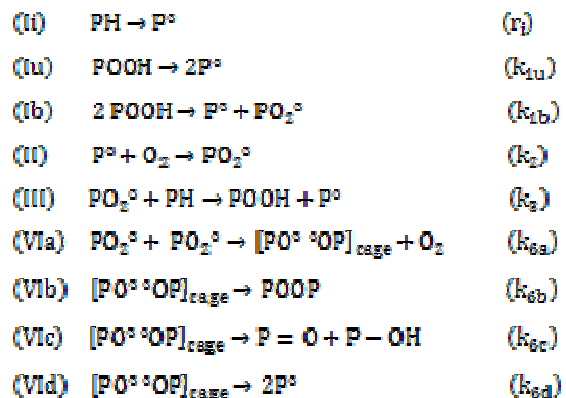 (Ii) PH → P° (rᵢ)
(Iu) POOH → 2P° (k₁ᵤ)
(Ib) 2 POOH → P° + PO₂° (k₁b)
(II) P° + O₂ → PO₂° (k₂)
(III) PO₂° + PH → POOH + P° (k₃)
(VIa) PO₂° + PO₂° → [PO° °OP]cage + O₂ (k₆a)
(VIb) [PO° °OP]cage → POOP (k₆b)
(VIc) [PO° °OP]cage → P = O + P − OH (k₆c)
(VId) [PO° °OP]cage → 2P° (k₆d)